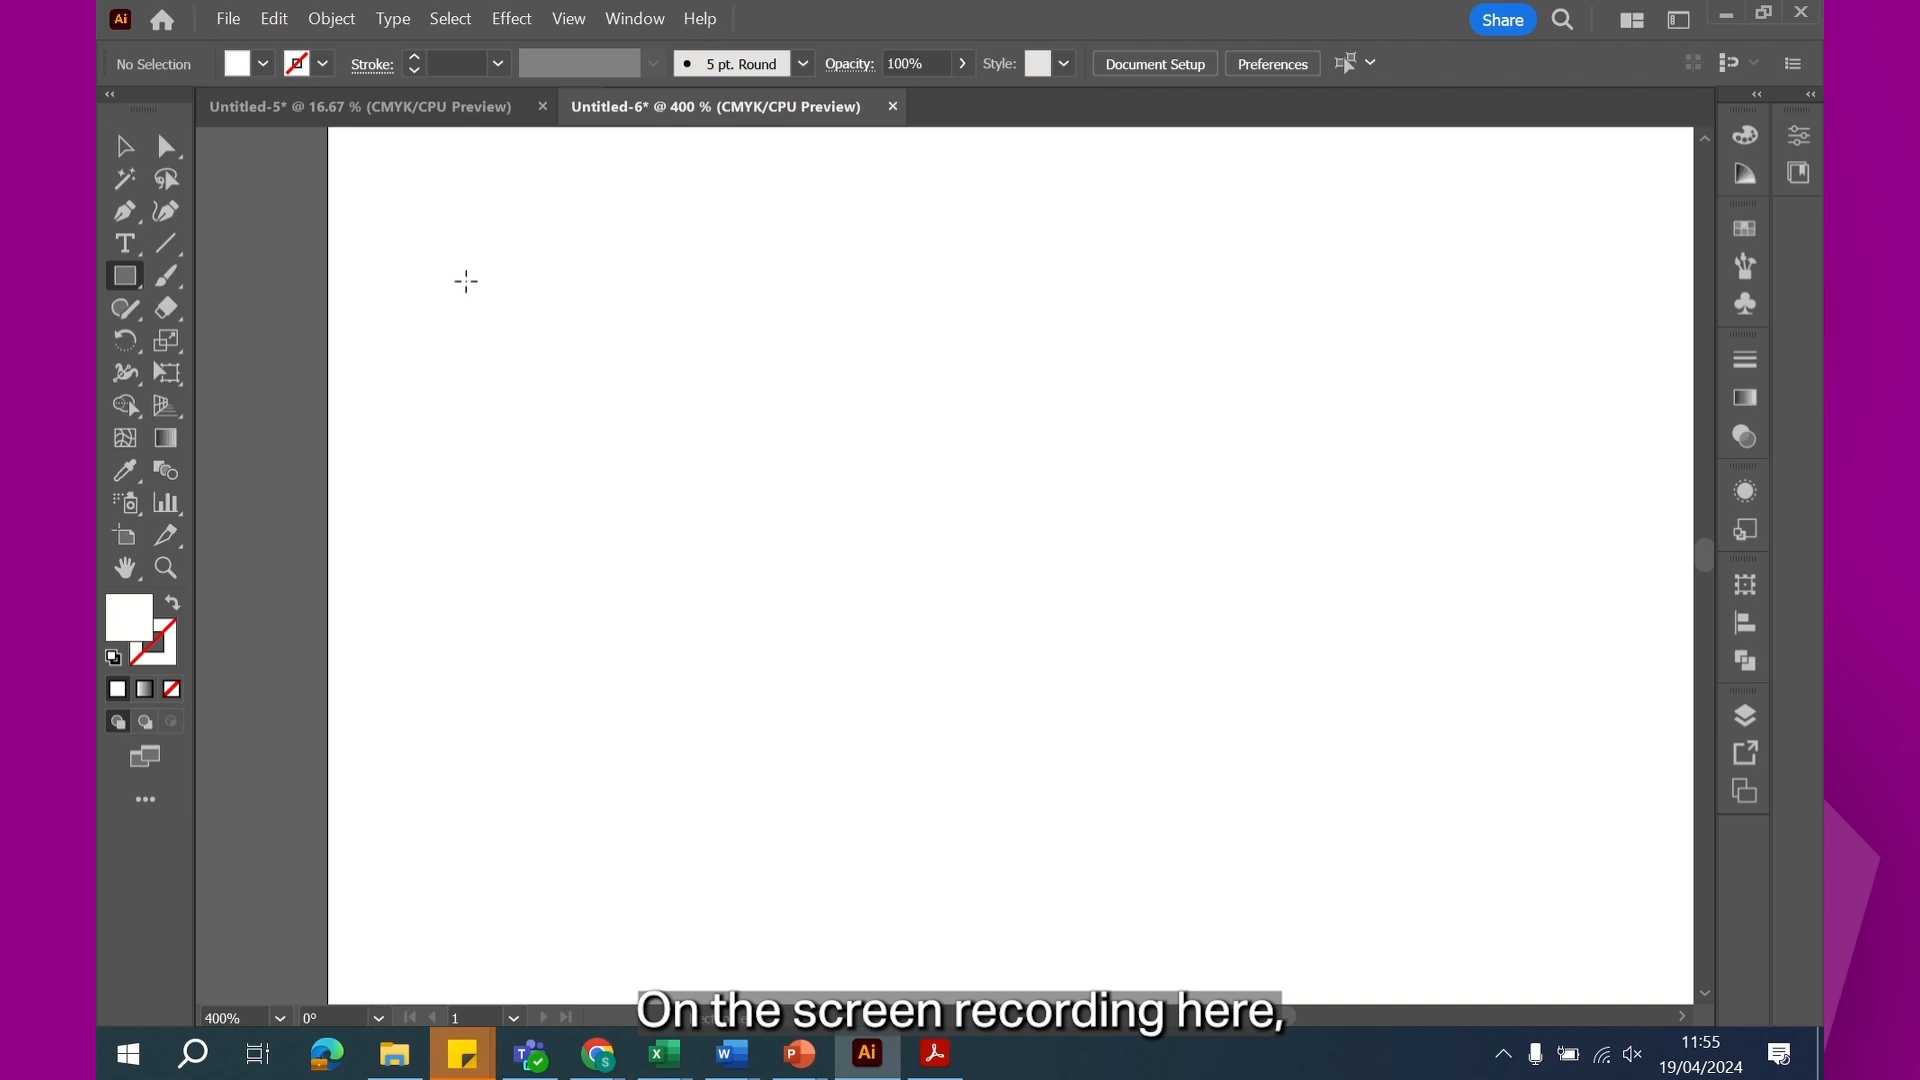 Ai File Edit Object Type Select Effect View Window Help Share
No Selection Stroke: 5 pt. Round Opacity: 100% Style: Document Setup Preferences
Untitled-5* @ 16.67 % (CMYK/CPU Preview) Untitled-6* @ 400 % (CMYK/CPU Preview)
400% 0° 1
On the screen recording here,
Ai
11:55
19/04/2024